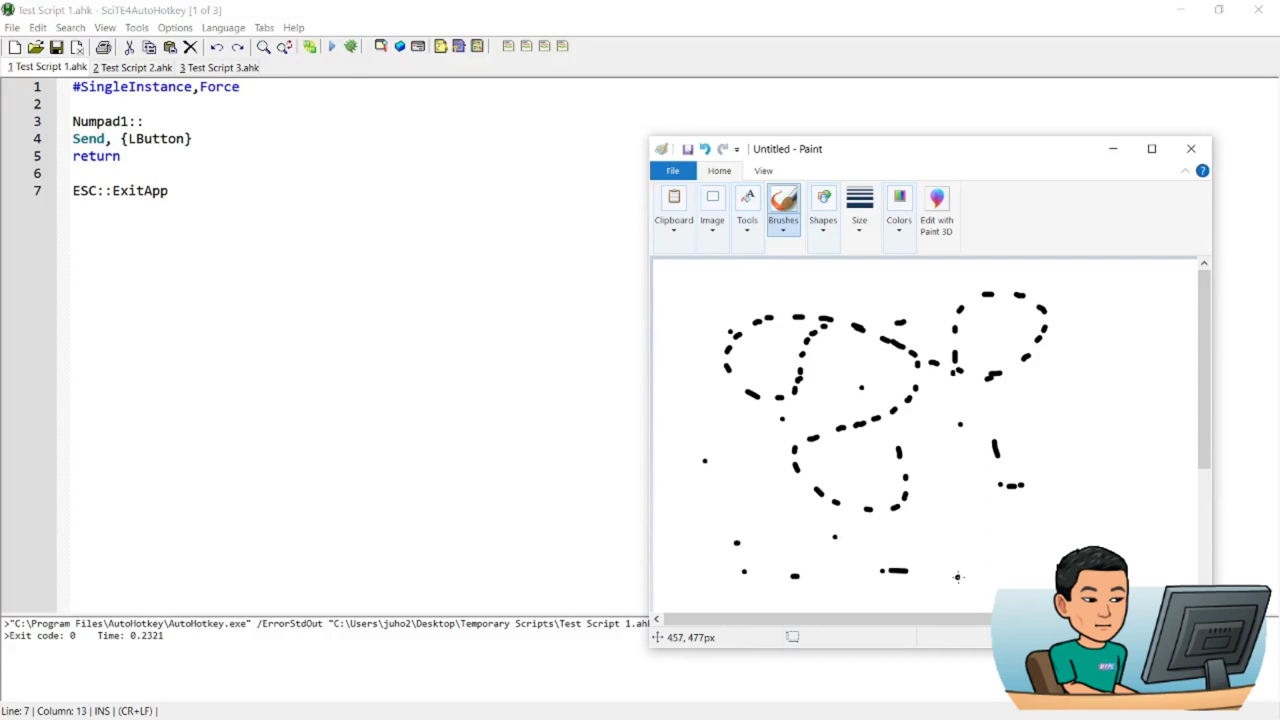 Test Script 1.ahk - SciTE4AutoHotkey [1 of 3]
File Edit Search View Tools Options Language Tabs Help
1 Test Script 1.ahk 2 Test Script 2.ahk 3 Test Script 3.ahk
1 #SingleInstance,Force
2
3 Numpad1::
4 Send, {LButton}
5 return
6
7 ESC::ExitApp
Untitled - Paint
File Home View
Clipboard Image Tools Brushes Shapes Size Colors Edit with Paint 3D
>"C:\Program Files\AutoHotkey\AutoHotkey.exe" /ErrorStdOut "C:\Users\juho2\Desktop\Temporary Scripts\Test Script 1.ah
>Exit code: 0 Time: 0.2321
457, 477px
Line: 7 | Column: 13 | INS | (CR+LF) |